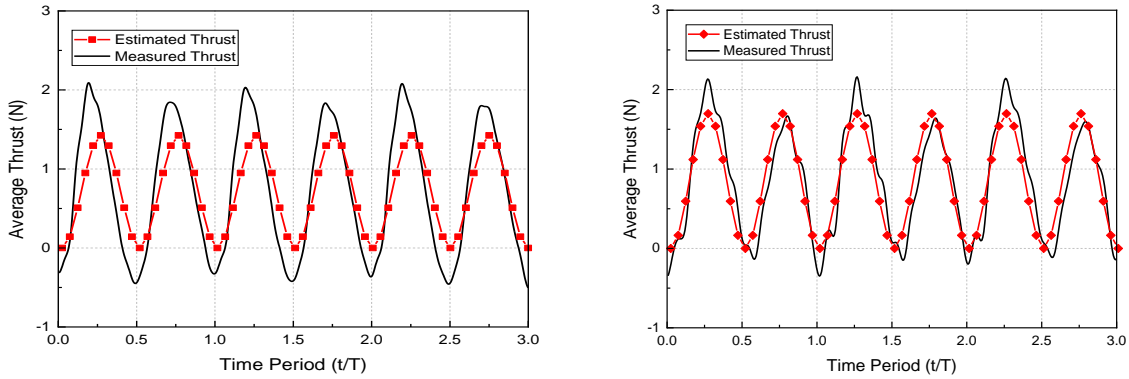 3
2
1
0
-1
Average Thrust (N)
Estimated Thrust
Measured Thrust
0.0 0.5 1.0 1.5 2.0 2.5 3.0
Time Period (t/T)
3
2
1
0
-1
Average Thrust (N)
Estimated Thrust
Measured Thrust
0.0 0.5 1.0 1.5 2.0 2.5 3.0
Time Period (t/T)